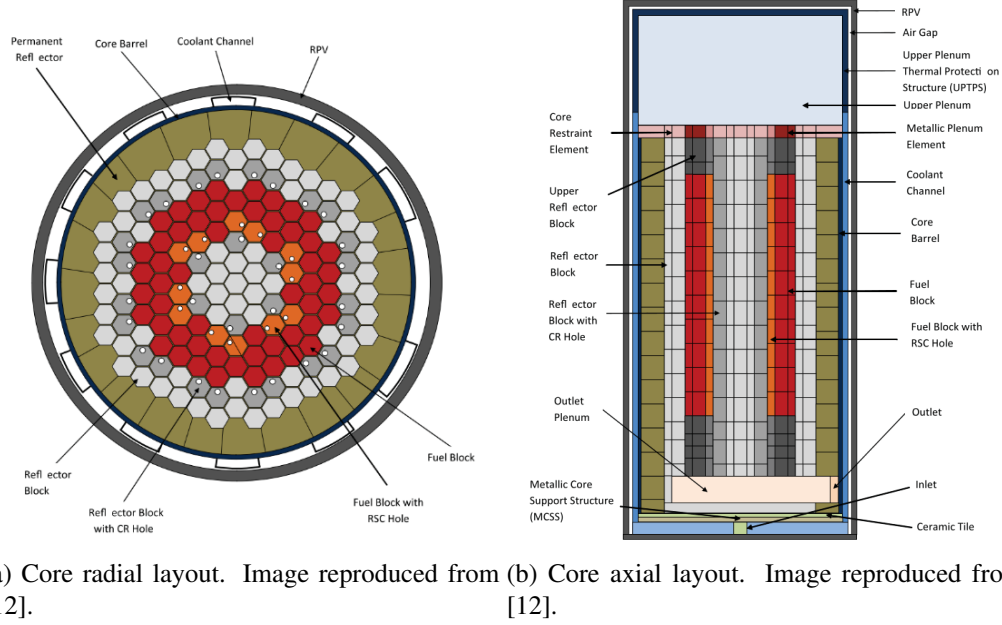 Permanent
Refl ector
Core Barrel
Coolant Channel
RPV
Refl ector
Block
Refl ector Block
with CR Hole
Fuel Block with
RSC Hole
Fuel Block
RPV
Air Gap
Upper Plenum
Thermal Protecti on
Structure (UPTPS)
Upper Plenum
Core
Restraint
Element
Metallic Plenum
Element
Upper
Refl ector
Block
Coolant
Channel
Core
Barrel
Refl ector
Block
Fuel
Block
Refl ector
Block with
CR Hole
Fuel Block with
RSC Hole
Outlet
Plenum
Outlet
Metallic Core
Support Structure
(MCSS)
Inlet
Ceramic Tile
) Core radial layout. Image reproduced from
12].
(b) Core axial layout. Image reproduced fro
[12].